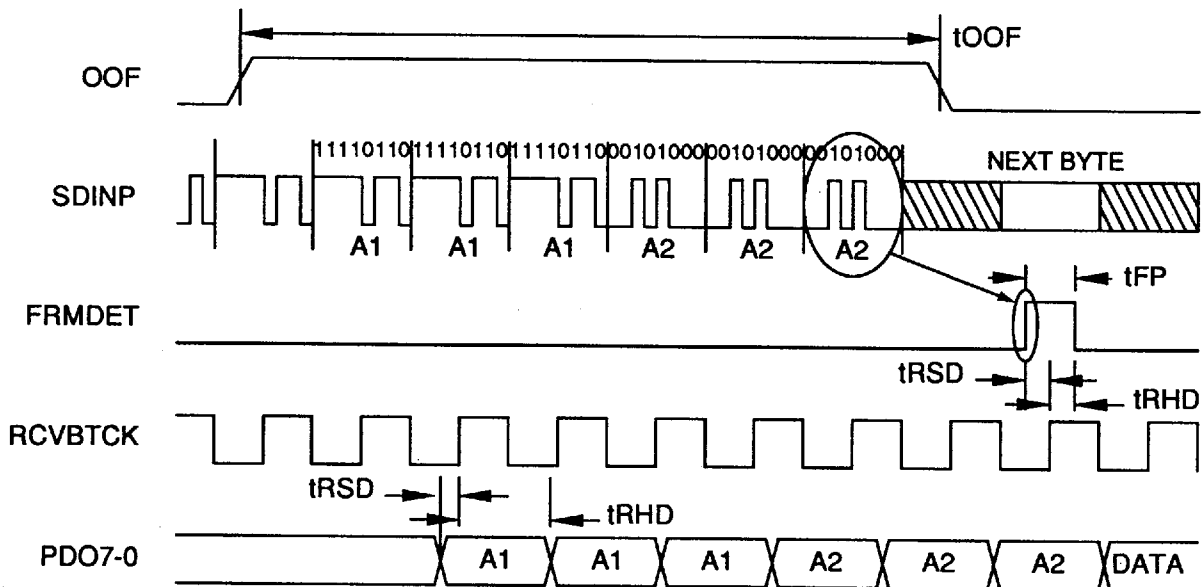 tOOF
OOF
11110110 11110110 11110110 00101000 00101000 00101000
NEXT BYTE
SDINP
A1 A1 A1 A2 A2 A2
tFP
FRMDET
tRSD
tRHD
RCVBTCK
tRSD
tRHD
PDO7-0
A1 A1 A1 A2 A2 A2 DATA